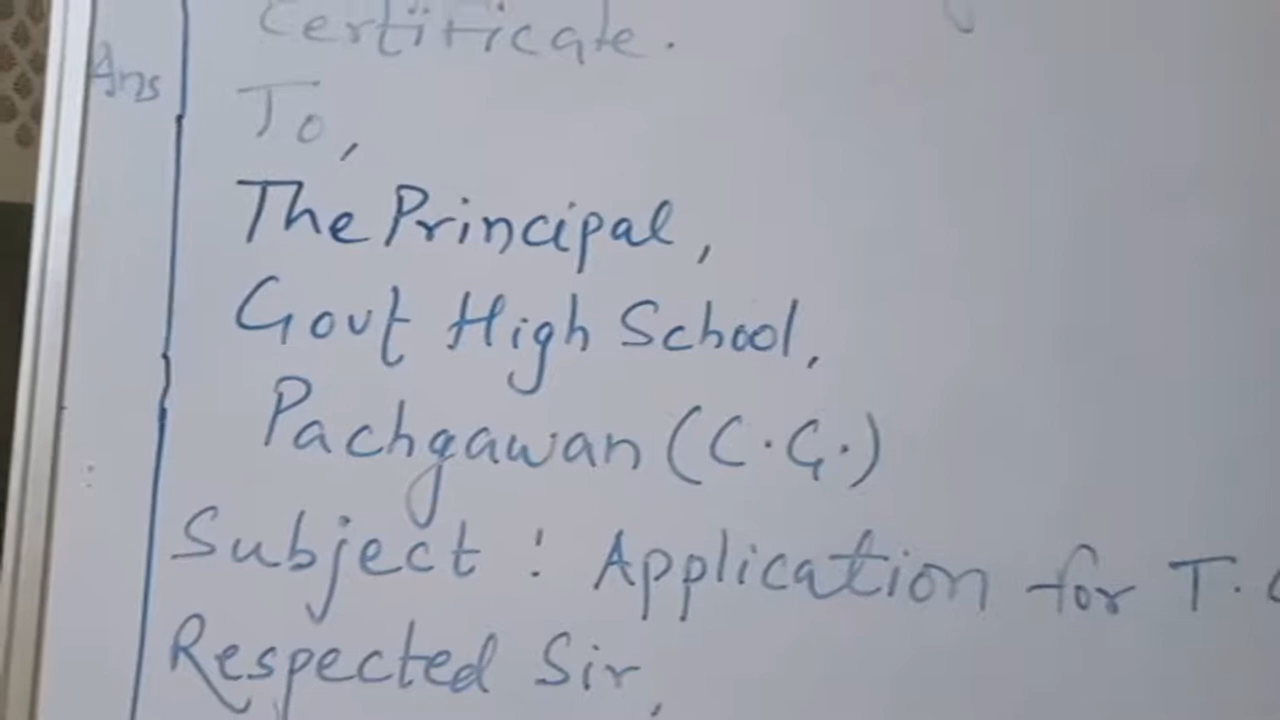 Certificate.
Ans
To,
The Principal,
Govt High School,
Pachgawan (C.G.)
Subject : Application for T.
Respected Sir,